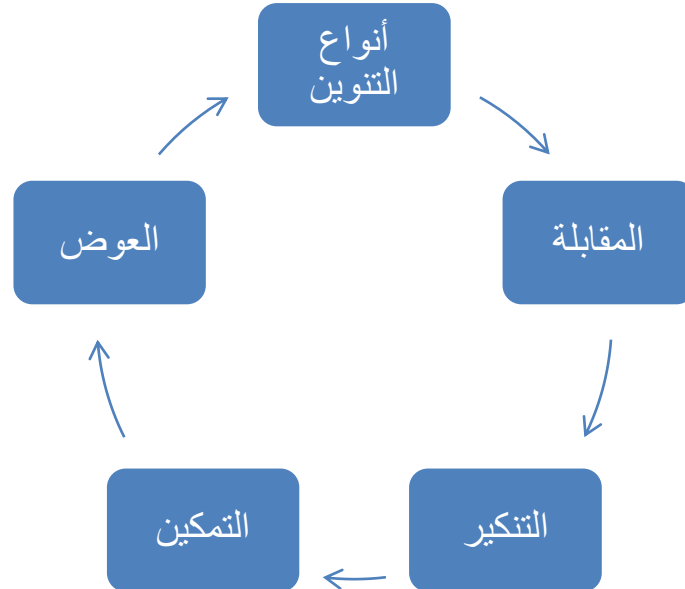 أنواع
التنوين
المقابلة
التنكير
التمكين
العوض